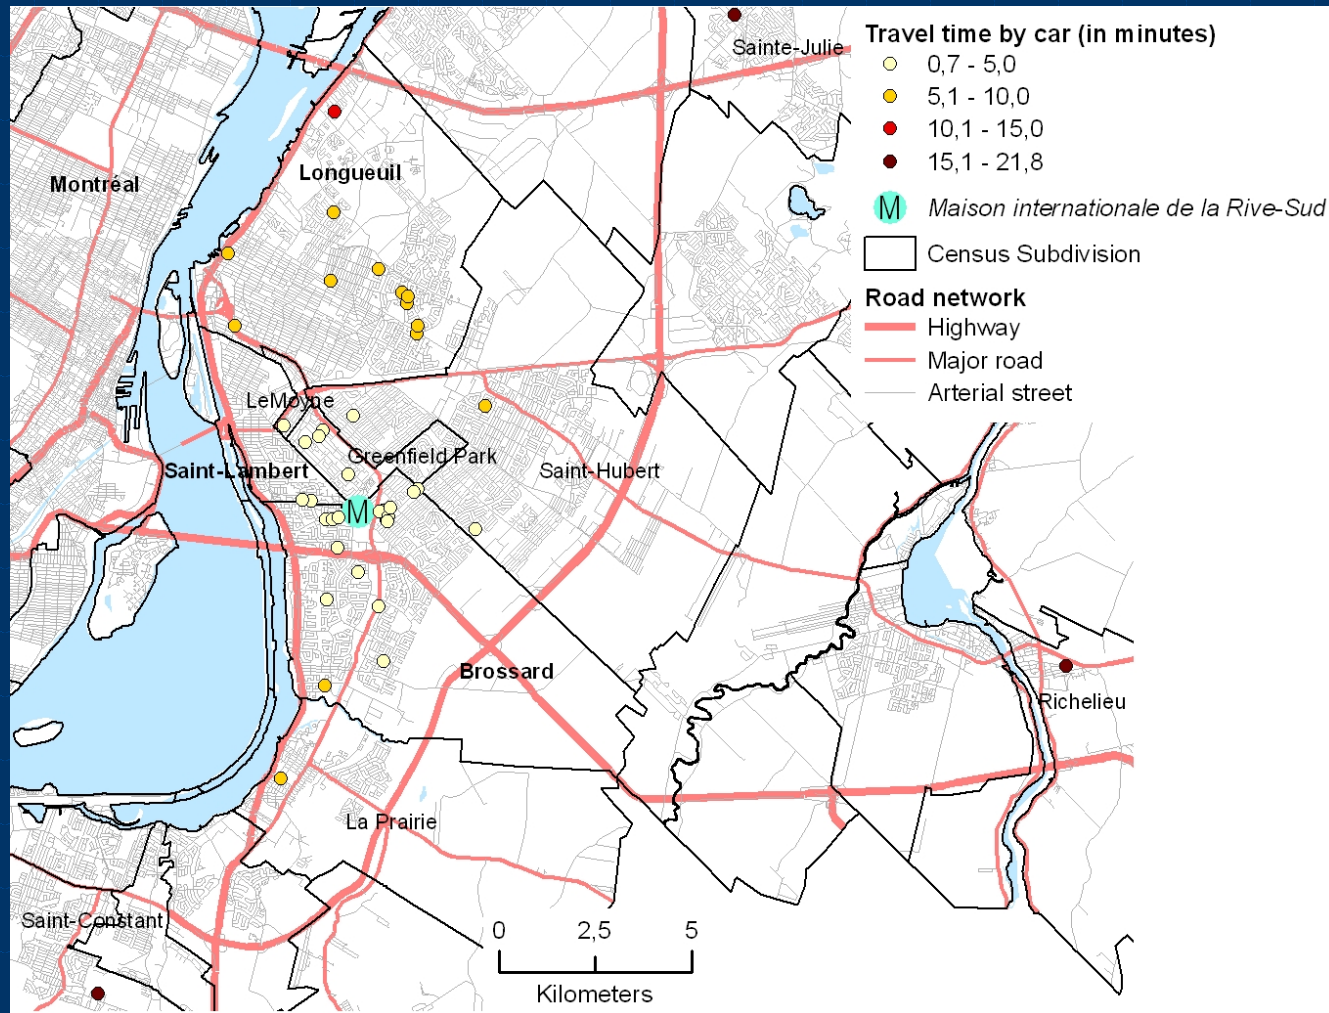 Travel time by car (in minutes)
0,7 - 5,0
5,1 - 10,0
10,1 - 15,0
15,1 - 21,8
M
Maison internationale de la Rive-Sud
Census Subdivision
Road network
Highway
Major road
Arterial street
Sainte-Julie
Longueuil
Montréal
LeMoyne
Greenfield Park
Saint-Lambert
Saint-Hubert
M
Brossard
Richelieu
La Prairie
Saint-Constant
0 2,5 5
Kilometers